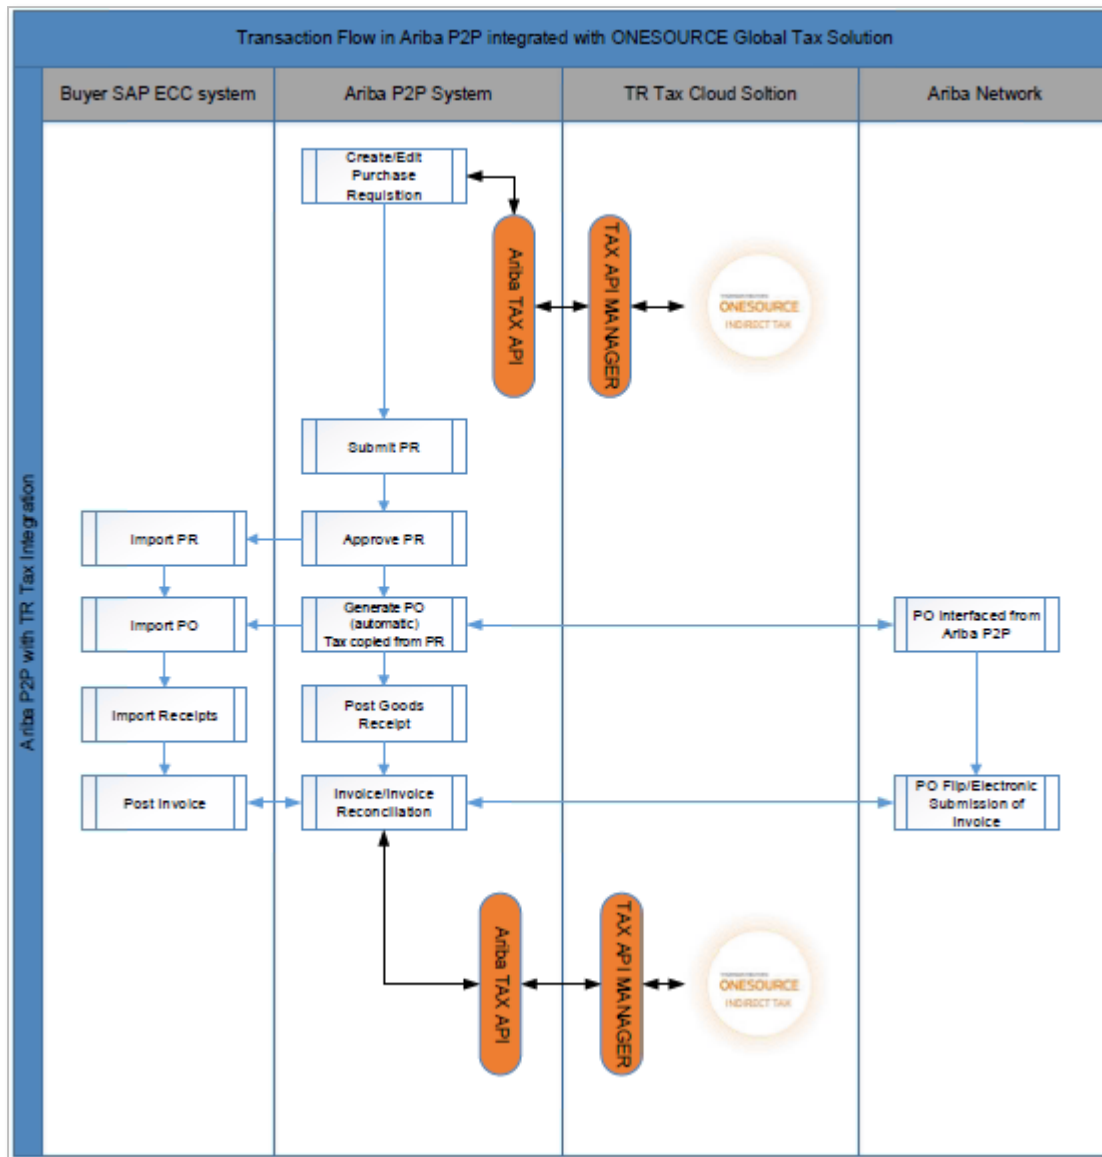 Transaction Flow in Ariba P2P integrated with ONESOURCE Global Tax Solution
Ariba P2P with TR Tax Integration
Buyer SAP ECC system
Ariba P2P System
TR Tax Cloud Soltion
Ariba Network
Create/Edit
Purchase
Requisition
Ariba TAX API
TAX API MANAGER
ONESOURCE
INDIRECT TAX
Submit PR
Import PR
Approve PR
Import PO
Generate PO
(automatic)
Tax copied from PR
PO Interfaced from
Ariba P2P
Import Receipts
Post Goods
Receipt
Post Invoice
Invoice/Invoice
Reconcilation
PO Flip/Electronic
Submission of
Invoice
Ariba TAX API
TAX API MANAGER
ONESOURCE
INDIRECT TAX